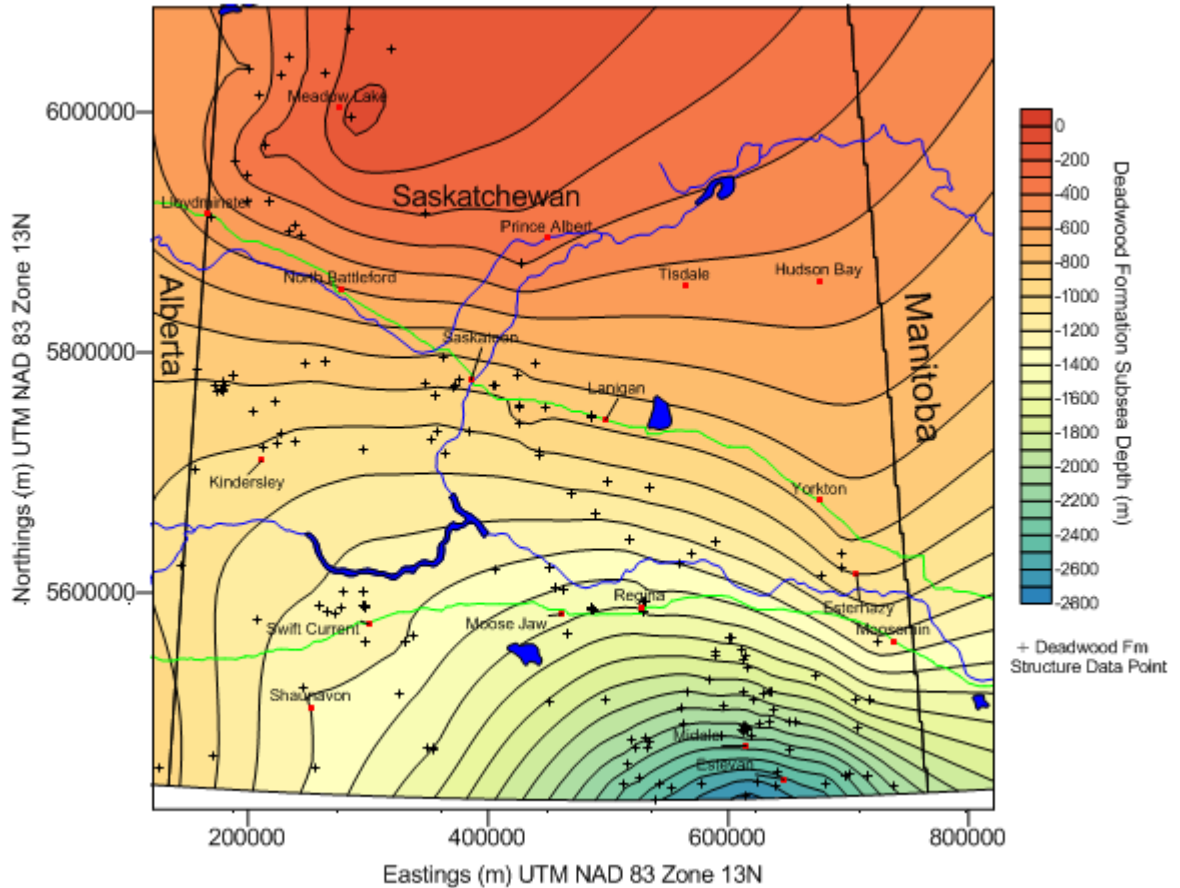 6000000
5800000
5600000
Northings (m) UTM NAD 83 Zone 13N
200000
400000
600000
800000
Eastings (m) UTM NAD 83 Zone 13N
Meadow Lake
Saskatchewan
Lloydminster
Prince Albert
North Battleford
Tisdale
Hudson Bay
Alberta
Manitoba
Saskatoon
Lanigan
Kindersley
Yorkton
Regina
Esterhazy
Swift Current
Moose Jaw
Moosomin
Shaunavon
Midale
Estevan
0
-200
-400
-600
-800
-1000
-1200
-1400
-1600
-1800
-2000
-2200
-2400
-2600
-2800
Deadwood Formation Subsea Depth (m)
+ Deadwood Fm
Structure Data Point